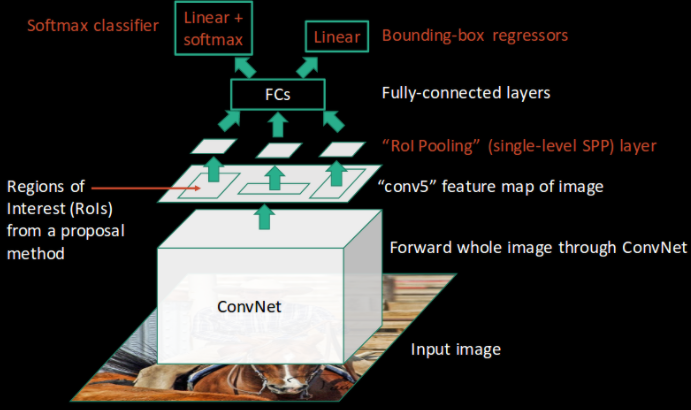 Softmax classifier
Linear +
softmax
Linear
Bounding-box regressors
FCs
Fully-connected layers
“RoI Pooling” (single-level SPP) layer
Regions of
Interest (RoIs)
from a proposal
method
“conv5” feature map of image
Forward whole image through ConvNet
ConvNet
Input image